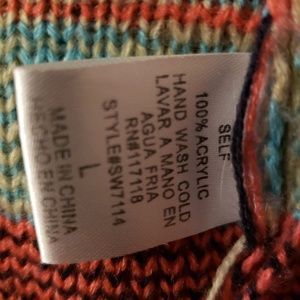 SELF
100% ACRYLIC
HAND WASH COLD
LAVAR A MANO EN
AGUA FRIA
RN#117118
STYLE#SW7114
L
MADE IN CHINA
HECHO EN CHINA